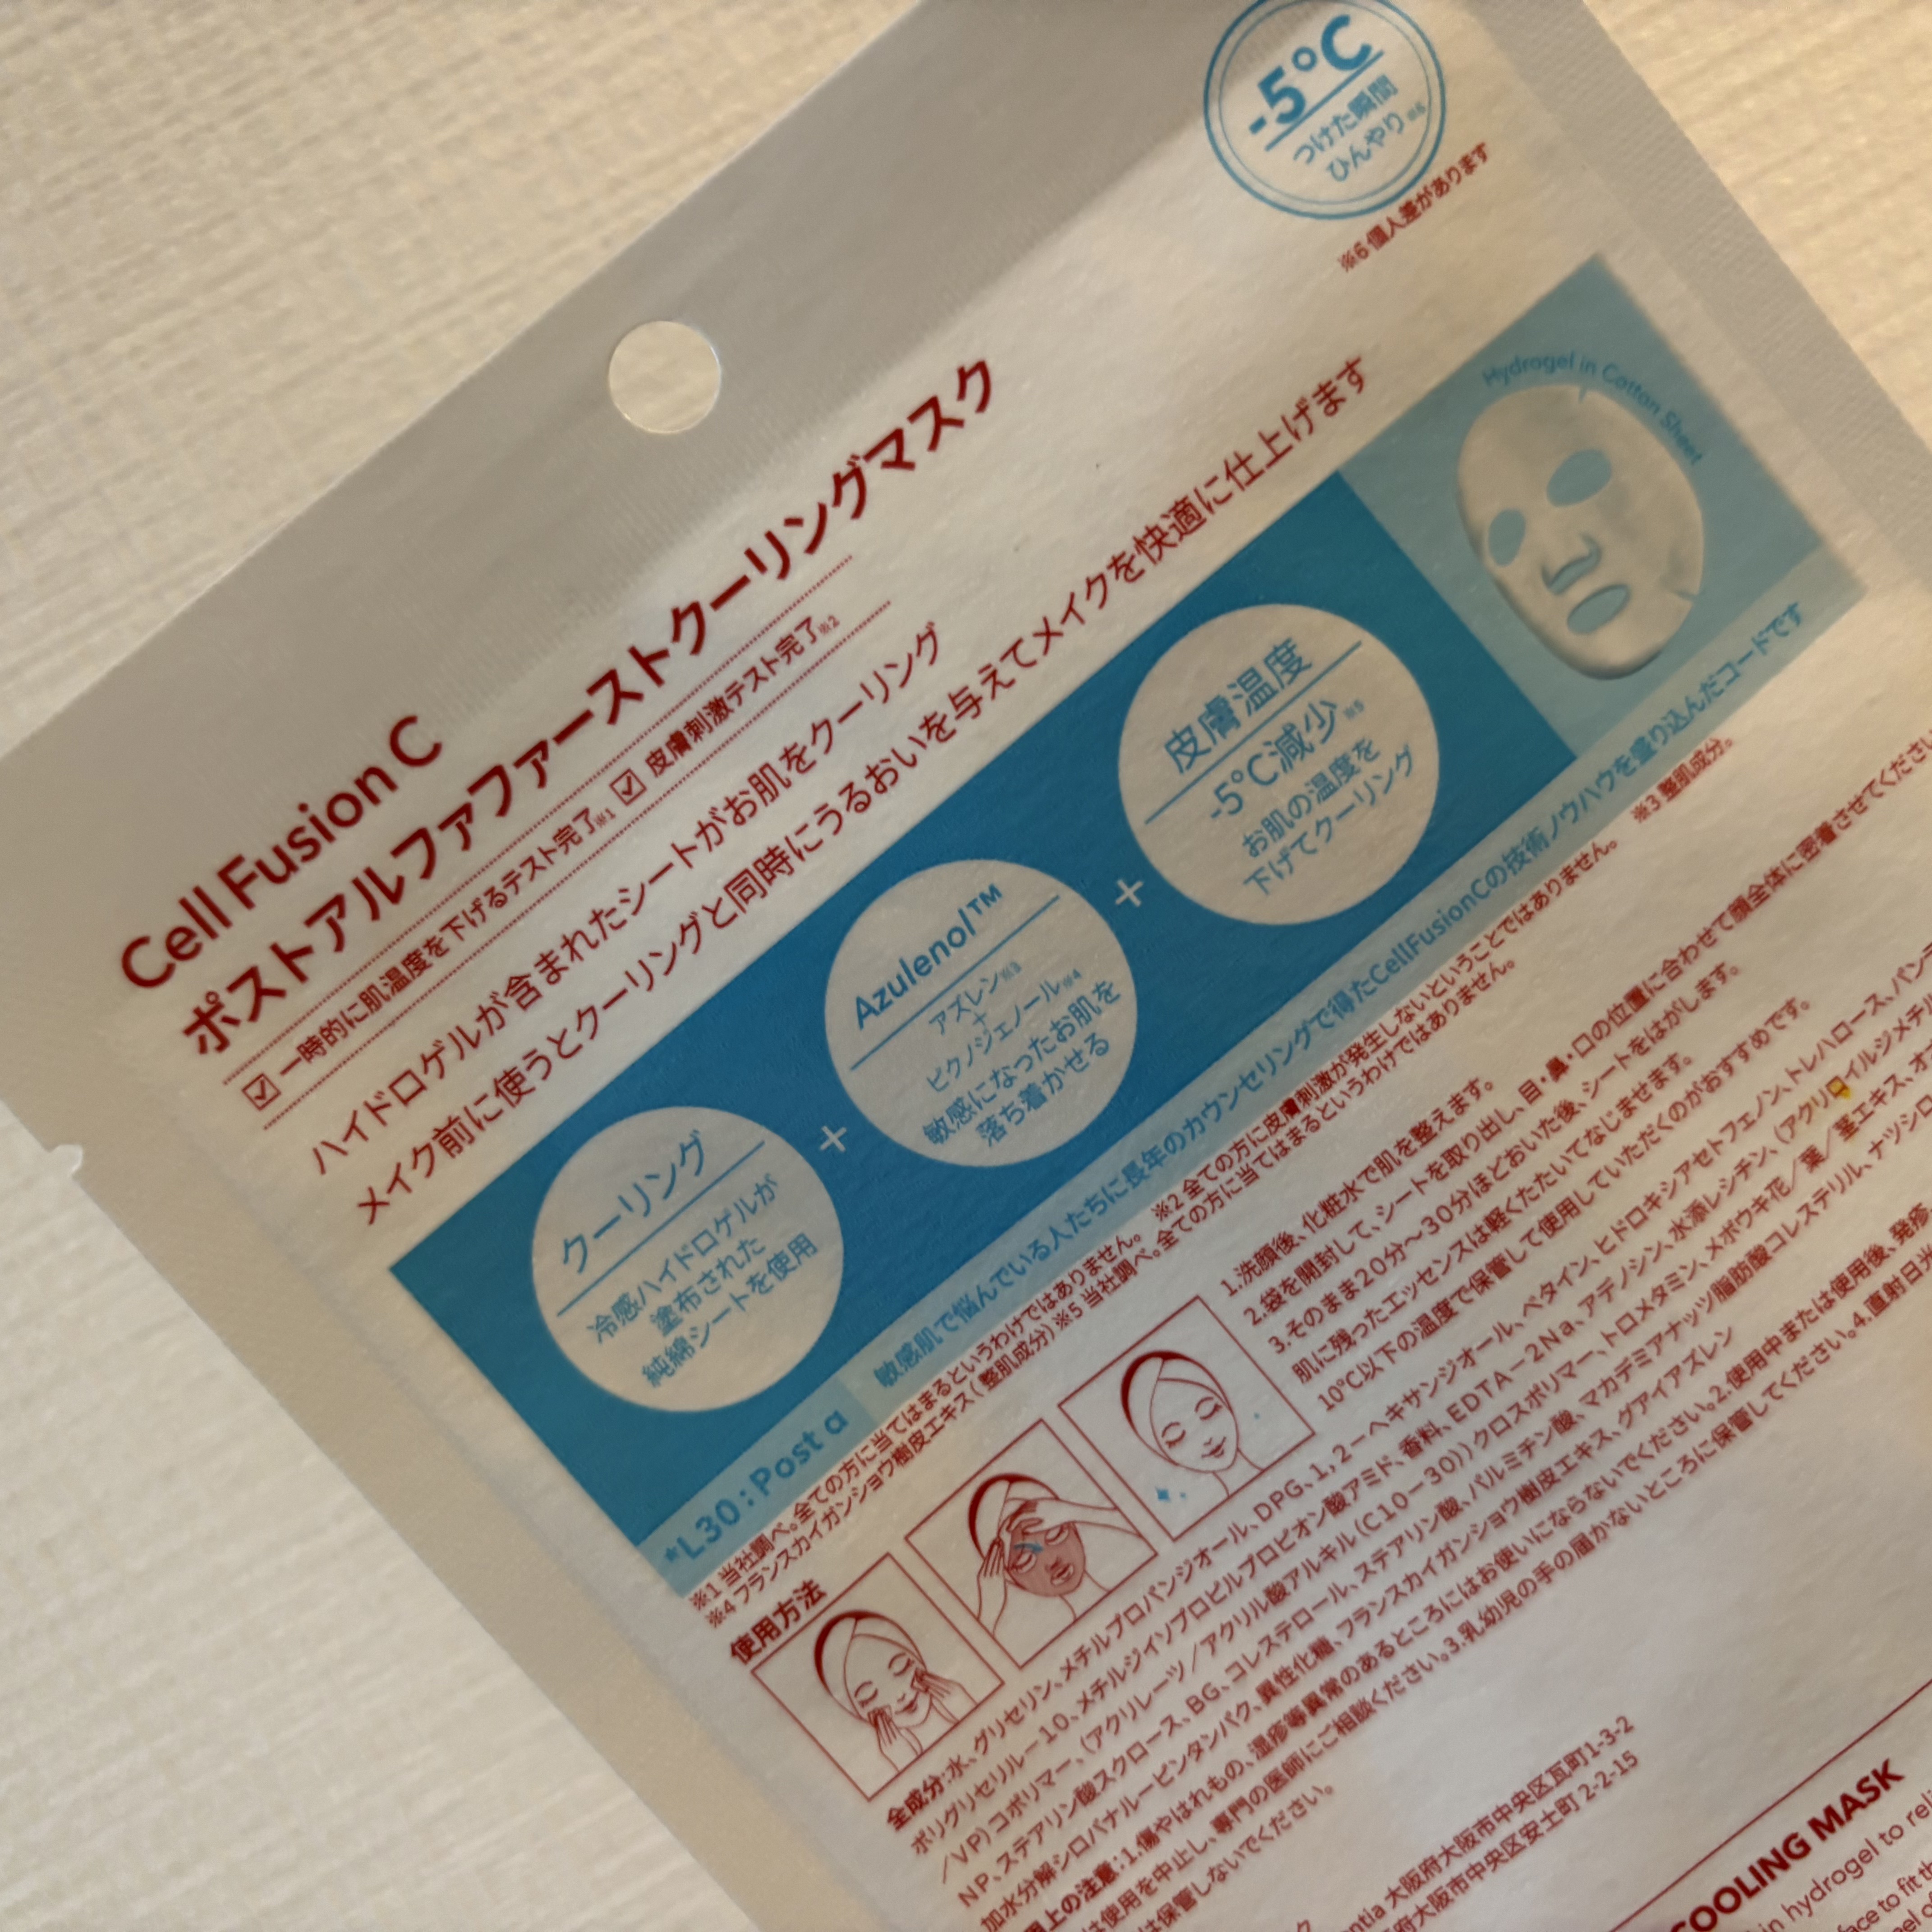 -5°C
つけた瞬間
ひんやり※6
※6 個人差があります
Cell Fusion C
ポストアルファファーストクーリングマスク
☑ 一時的に肌温度を下げるテスト完了※1 ☑ 皮膚刺激テスト完了※2
ハイドロゲルが含まれたシートがお肌をクーリング
メイク前に使うとクーリングと同時にうるおいを与えてメイクを快適に仕上げます
Hydrogel in Cotton Sheet
クーリング
冷感ハイドロゲルが
塗布された
純綿シートを使用
+
Azulenol™
アズレン※3
+
ピクノジェノール※4
敏感になったお肌を
落ち着かせる
+
皮膚温度
-5℃減少※5
お肌の温度を
下げてクーリング
*L30 : Post α
敏感肌で悩んでいる人たちに長年のカウンセリングで得たCellFusionCの技術ノウハウを盛り込んだコードです
※1 当社調べ。全ての方に当てはまるというわけではありません。 ※2 全ての方に皮膚刺激が発生しないということではありません。 ※3 整肌成分。
※4 フランスカイガンショウ樹皮エキス(整肌成分) ※5 当社調べ。全ての方に当てはまるというわけではありません。
使用方法
1.洗顔後、化粧水で肌を整えます。
2.袋を開封して、シートを取り出し、目・鼻・口の位置に合わせて顔全体に密着させてください
3.そのまま20分～30分ほどおいた後、シートをはがします。
肌に残ったエッセンスは軽くたたいてなじませます。
10℃以下の温度で保管して使用していただくのがおすすめです。
全成分:水、グリセリン、メチルプロパンジオール、DPG、1,2-ヘキサンジオール、ベタイン、ヒドロキシアセトフェノン、トレハロース、パンテ
ポリグリセリル-10、メチルジイソプロピルプロピオン酸アミド、香料、EDTA-2Na、アデノシン、水添レシチン、(アクリロイルジメチル
/VP)コポリマー、(アクリレーツ/アクリル酸アルキル(C10-30))クロスポリマー、トロメタミン、メボウキ花/葉/茎エキス、オ
NP、ステアリン酸スクロース、BG、コレステロール、ステアリン酸、パルミチン酸、マカデミアナッツ脂肪酸コレステリル、ナツシロ
加水分解シロバナルーピンタンパク、異性化糖、フランスカイガンショウ樹皮エキス、グアイアズレン
上の注意:1.傷やはれもの、湿疹等異常のあるところにはお使いにならないでください。2.使用中または使用後、発疹、
は使用を中止し、専門の医師にご相談ください。3.乳幼児の手の届かないところに保管してください。4.直射日光
は保管しないでください。
ntia 大阪府大阪市中央区瓦町1-3-2
府大阪市中央区安土町 2-2-15
COOLING MASK
in hydrogel to reli
ace to fit th